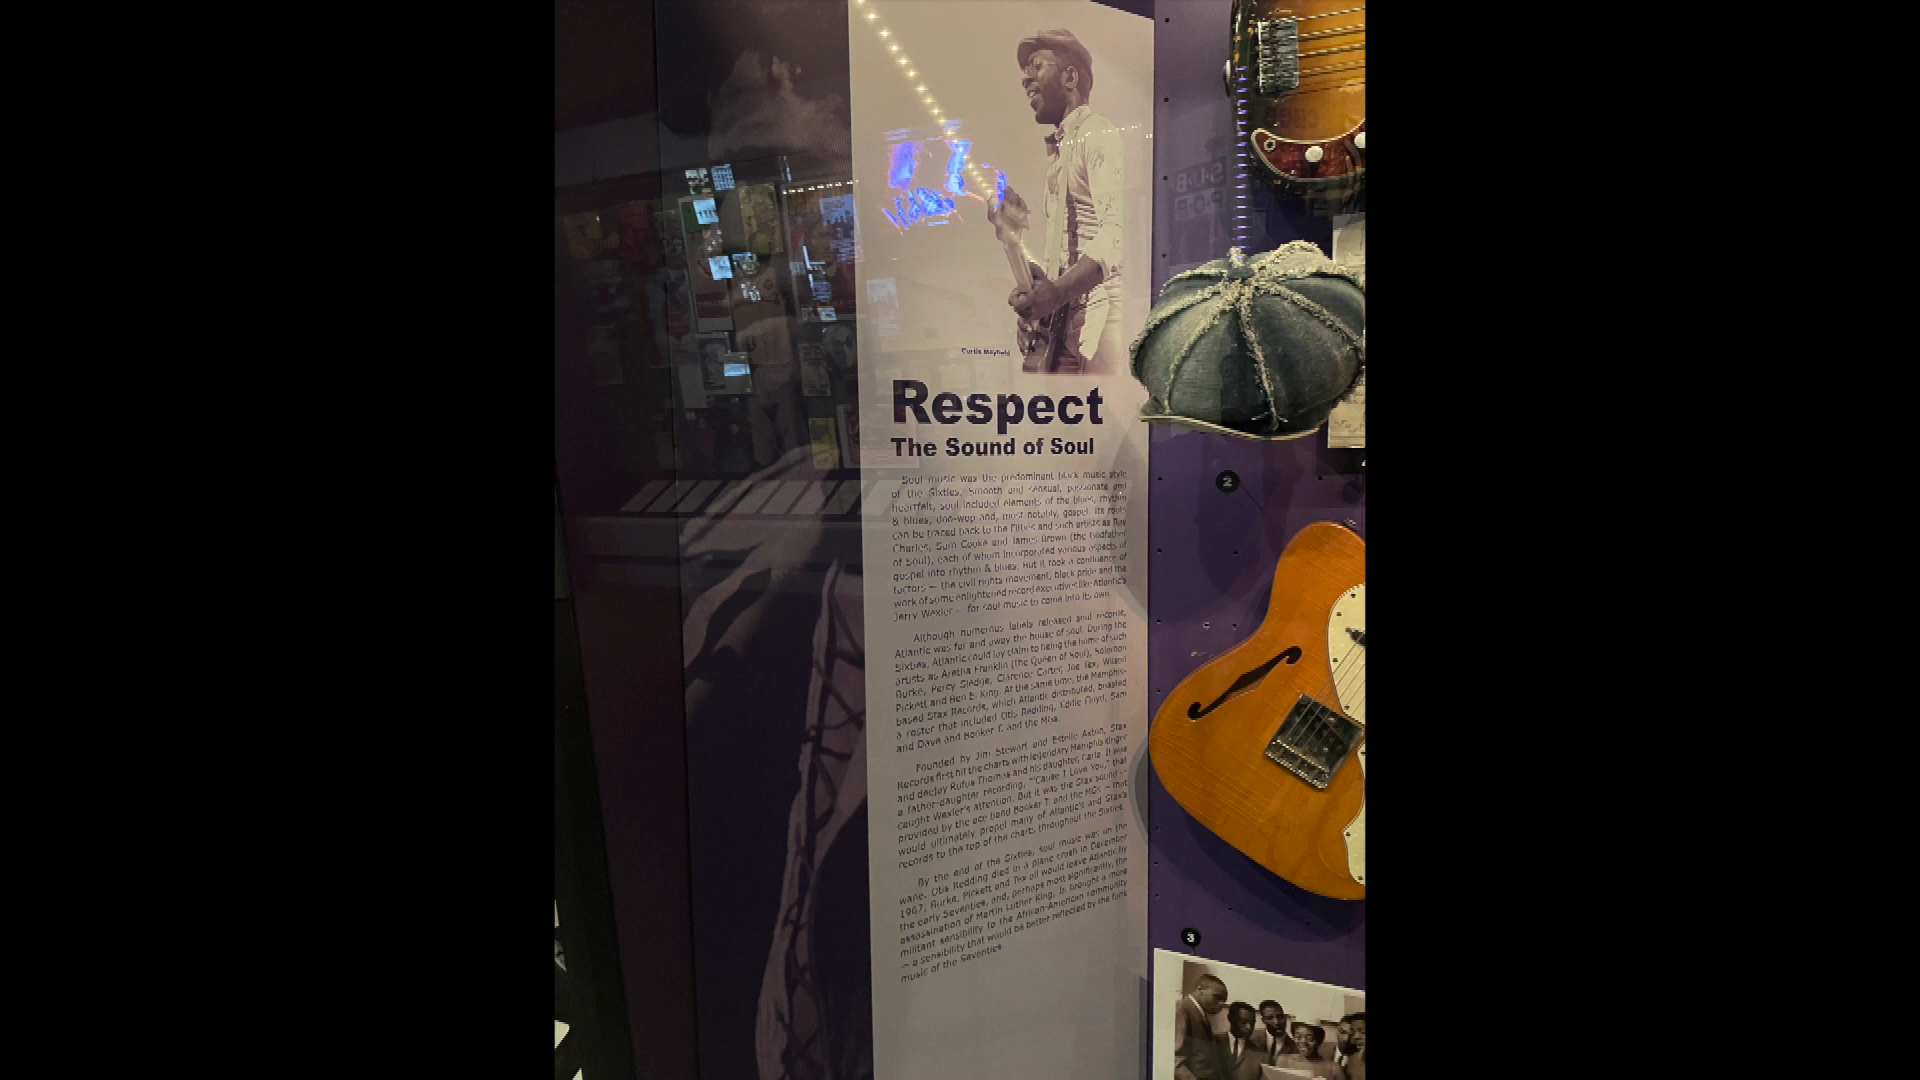 Curtis Mayfield
Respect
The Sound of Soul
Soul music was the predominant black music style
of the Sixties. Smooth and sensual, passionate and
heartfelt, soul included elements of the blues, rhythm
& blues, doo-wop and, most notably, gospel. Its roots
can be traced back to the Fifties and such artists as Ray
Charles, Sam Cooke and James Brown (the Godfather
of Soul), each of whom incorporated various aspects of
gospel into rhythm & blues. But it took a confluence of
factors — the civil rights movement, black pride and the
work of some enlightened record executives like Atlantic's
Jerry Wexler — for soul music to come into its own.
Although numerous labels released soul records,
Atlantic was far and away the house of soul. During the
Sixties, Atlantic could lay claim to being the home of such
artists as Aretha Franklin (the Queen of Soul), Solomon
Burke, Percy Sledge, Clarence Carter, Joe Tex, Wilson
Pickett and Ben E. King. At the same time, the Memphis-
based Stax Records, which Atlantic distributed, boasted
a roster that included Otis Redding, Eddie Floyd, Sam
and Dave and Booker T. and the MGs.
Founded by Jim Stewart and Estelle Axton, Stax
Records first hit the charts with legendary Memphis singer
and deejay Rufus Thomas and his daughter, Carla. It was
a father-daughter recording, "'Cause I Love You," that
caught Wexler's attention. But it was the Stax sound —
provided by the ace band Booker T. and the MGs — that
would ultimately propel many of Atlantic's and Stax's
records to the top of the charts throughout the Sixties.
By the end of the Sixties, soul music was on the
wane. Otis Redding died in a plane crash in December
1967; Burke, Pickett and Tex all would leave Atlantic by
the early Seventies, and, perhaps most significantly, the
assassination of Martin Luther King, Jr. brought a more
militant sensibility to the African-American community
— a sensibility that would be better reflected by the funk
music of the Seventies.
2
3